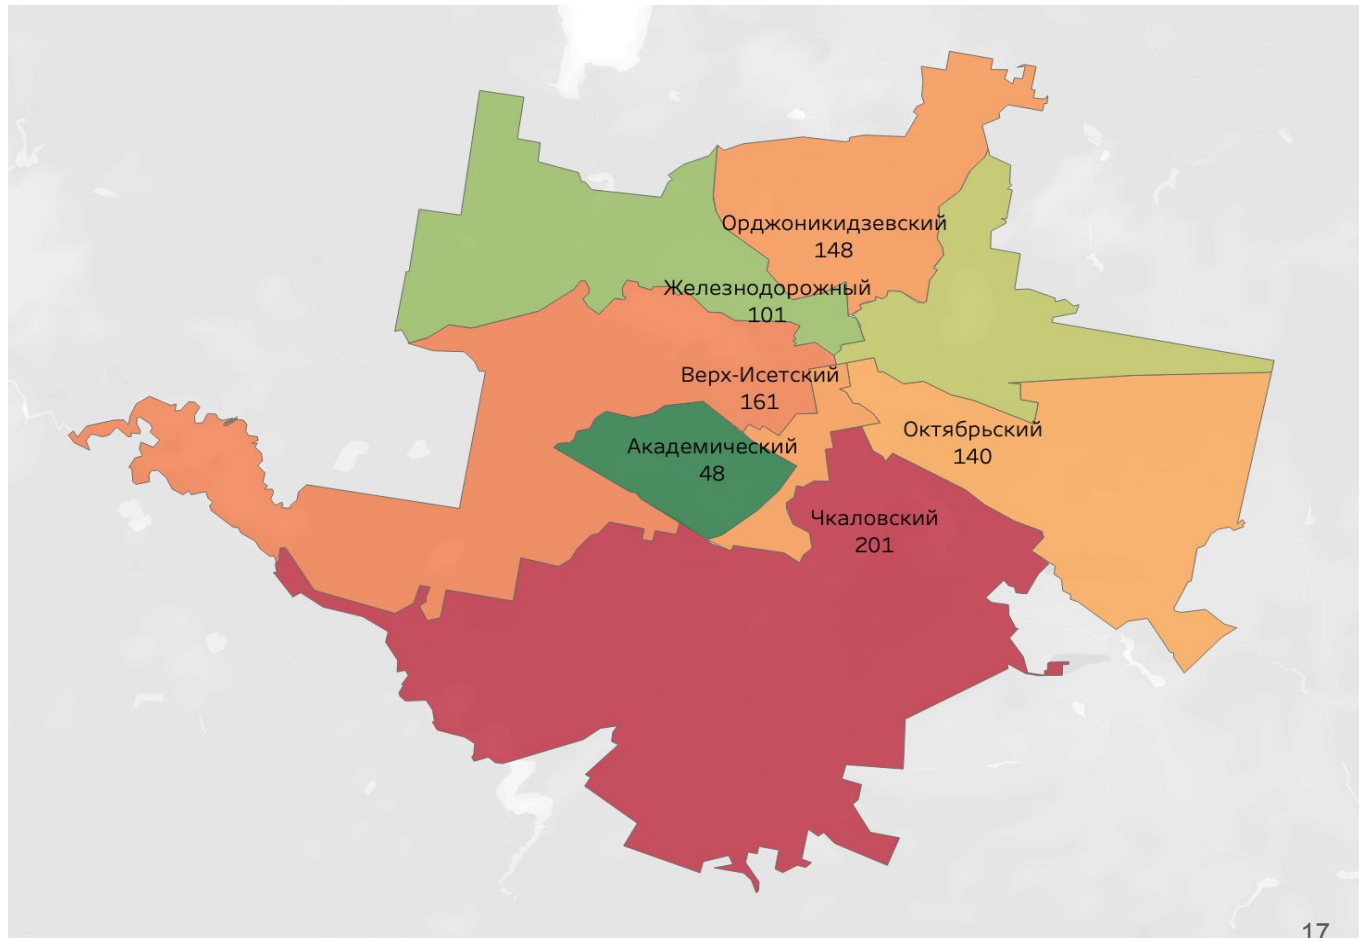 Орджоникидзевский
148
Железнодорожный
101
Верх-Исетский
161
Академический
48
Октябрьский
140
Чкаловский
201
17